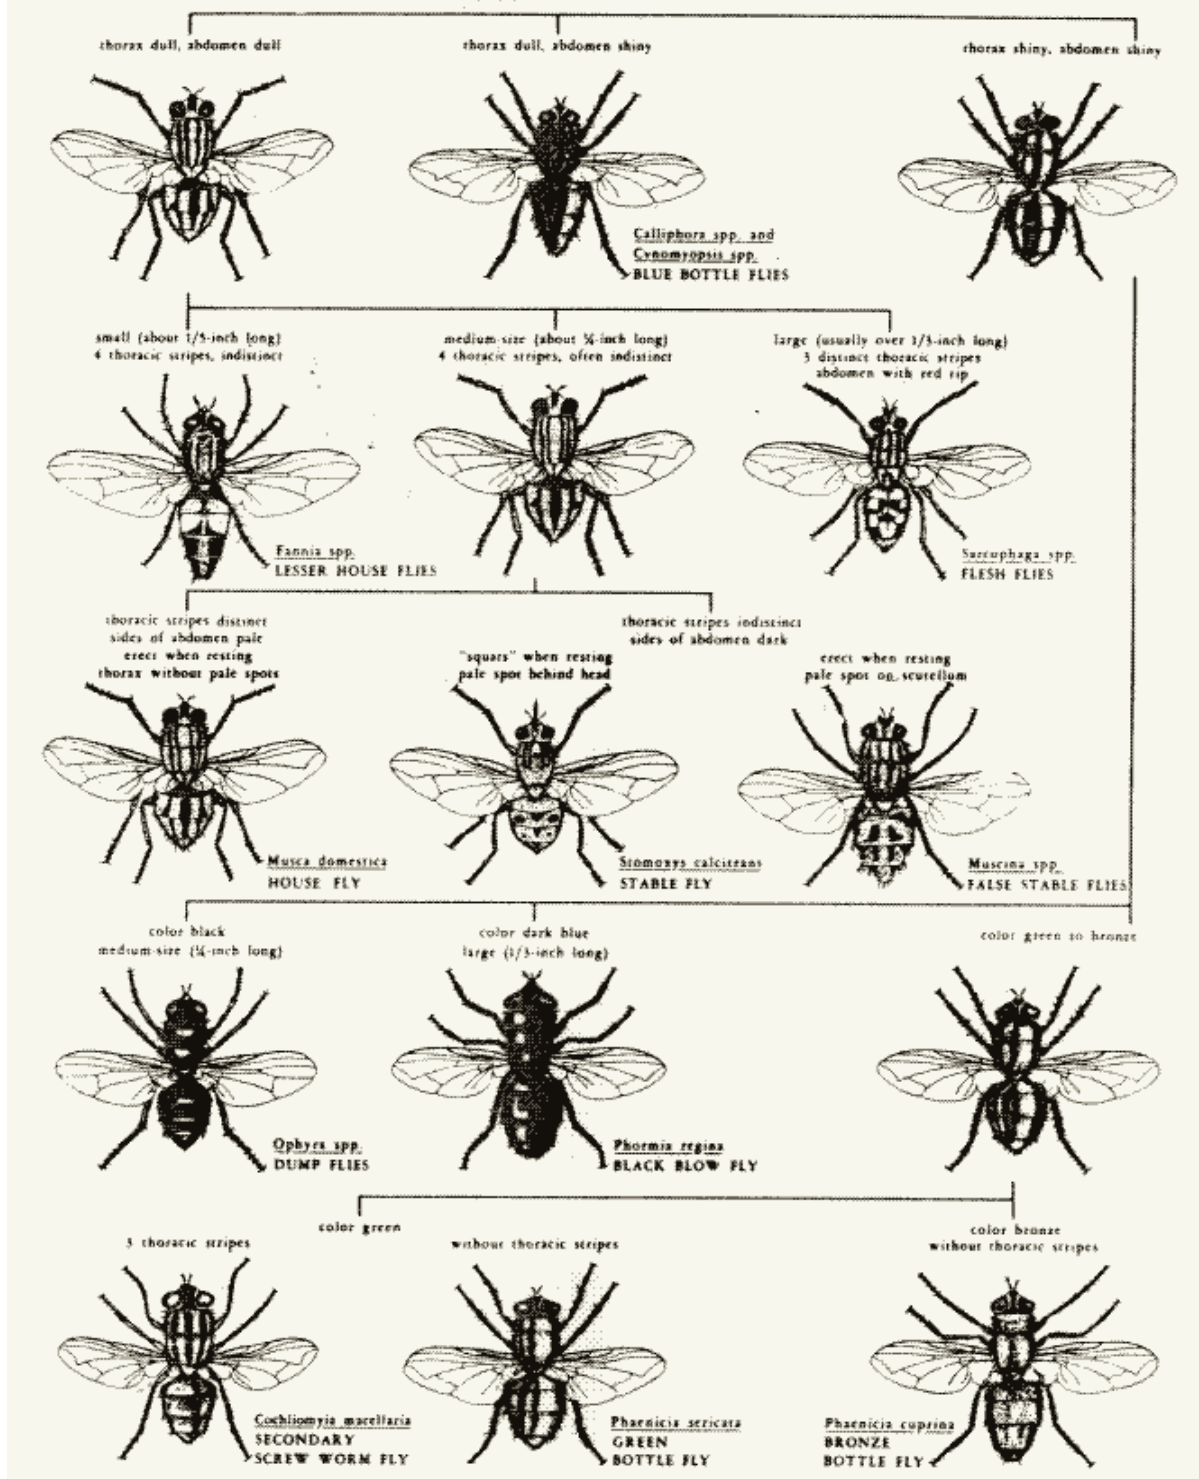 thorax dull, abdomen dull
thorax dull, abdomen shiny
thorax shiny, abdomen shiny
Calliphora spp. and
Cynomyopsis spp.
BLUE BOTTLE FLIES
small (about 1/5-inch long)
4 thoracic stripes, indistinct
medium-size (about ¼-inch long)
4 thoracic stripes, often indistinct
large (usually over 1/3-inch long)
3 distinct thoracic stripes
abdomen with red tip
Fannia spp.
LESSER HOUSE FLIES
Sarcophaga spp.
FLESH FLIES
thoracic stripes distinct
sides of abdomen pale
erect when resting
thorax without pale spots
thoracic stripes indistinct
sides of abdomen dark
"squats" when resting
pale spot behind head
erect when resting
pale spot on scutellum
Musca domestica
HOUSE FLY
Stomoxys calcitrans
STABLE FLY
Muscina spp.
FALSE STABLE FLIES
color black
medium-size (¼-inch long)
color dark blue
large (1/3-inch long)
color green to bronze
Ophyra spp.
DUMP FLIES
Phormia regina
BLACK BLOW FLY
color green
3 thoracic stripes
without thoracic stripes
color bronze
without thoracic stripes
Cochliomyia macellaria
SECONDARY
SCREW WORM FLY
Phaenicia sericata
GREEN
BOTTLE FLY
Phaenicia cuprina
BRONZE
BOTTLE FLY